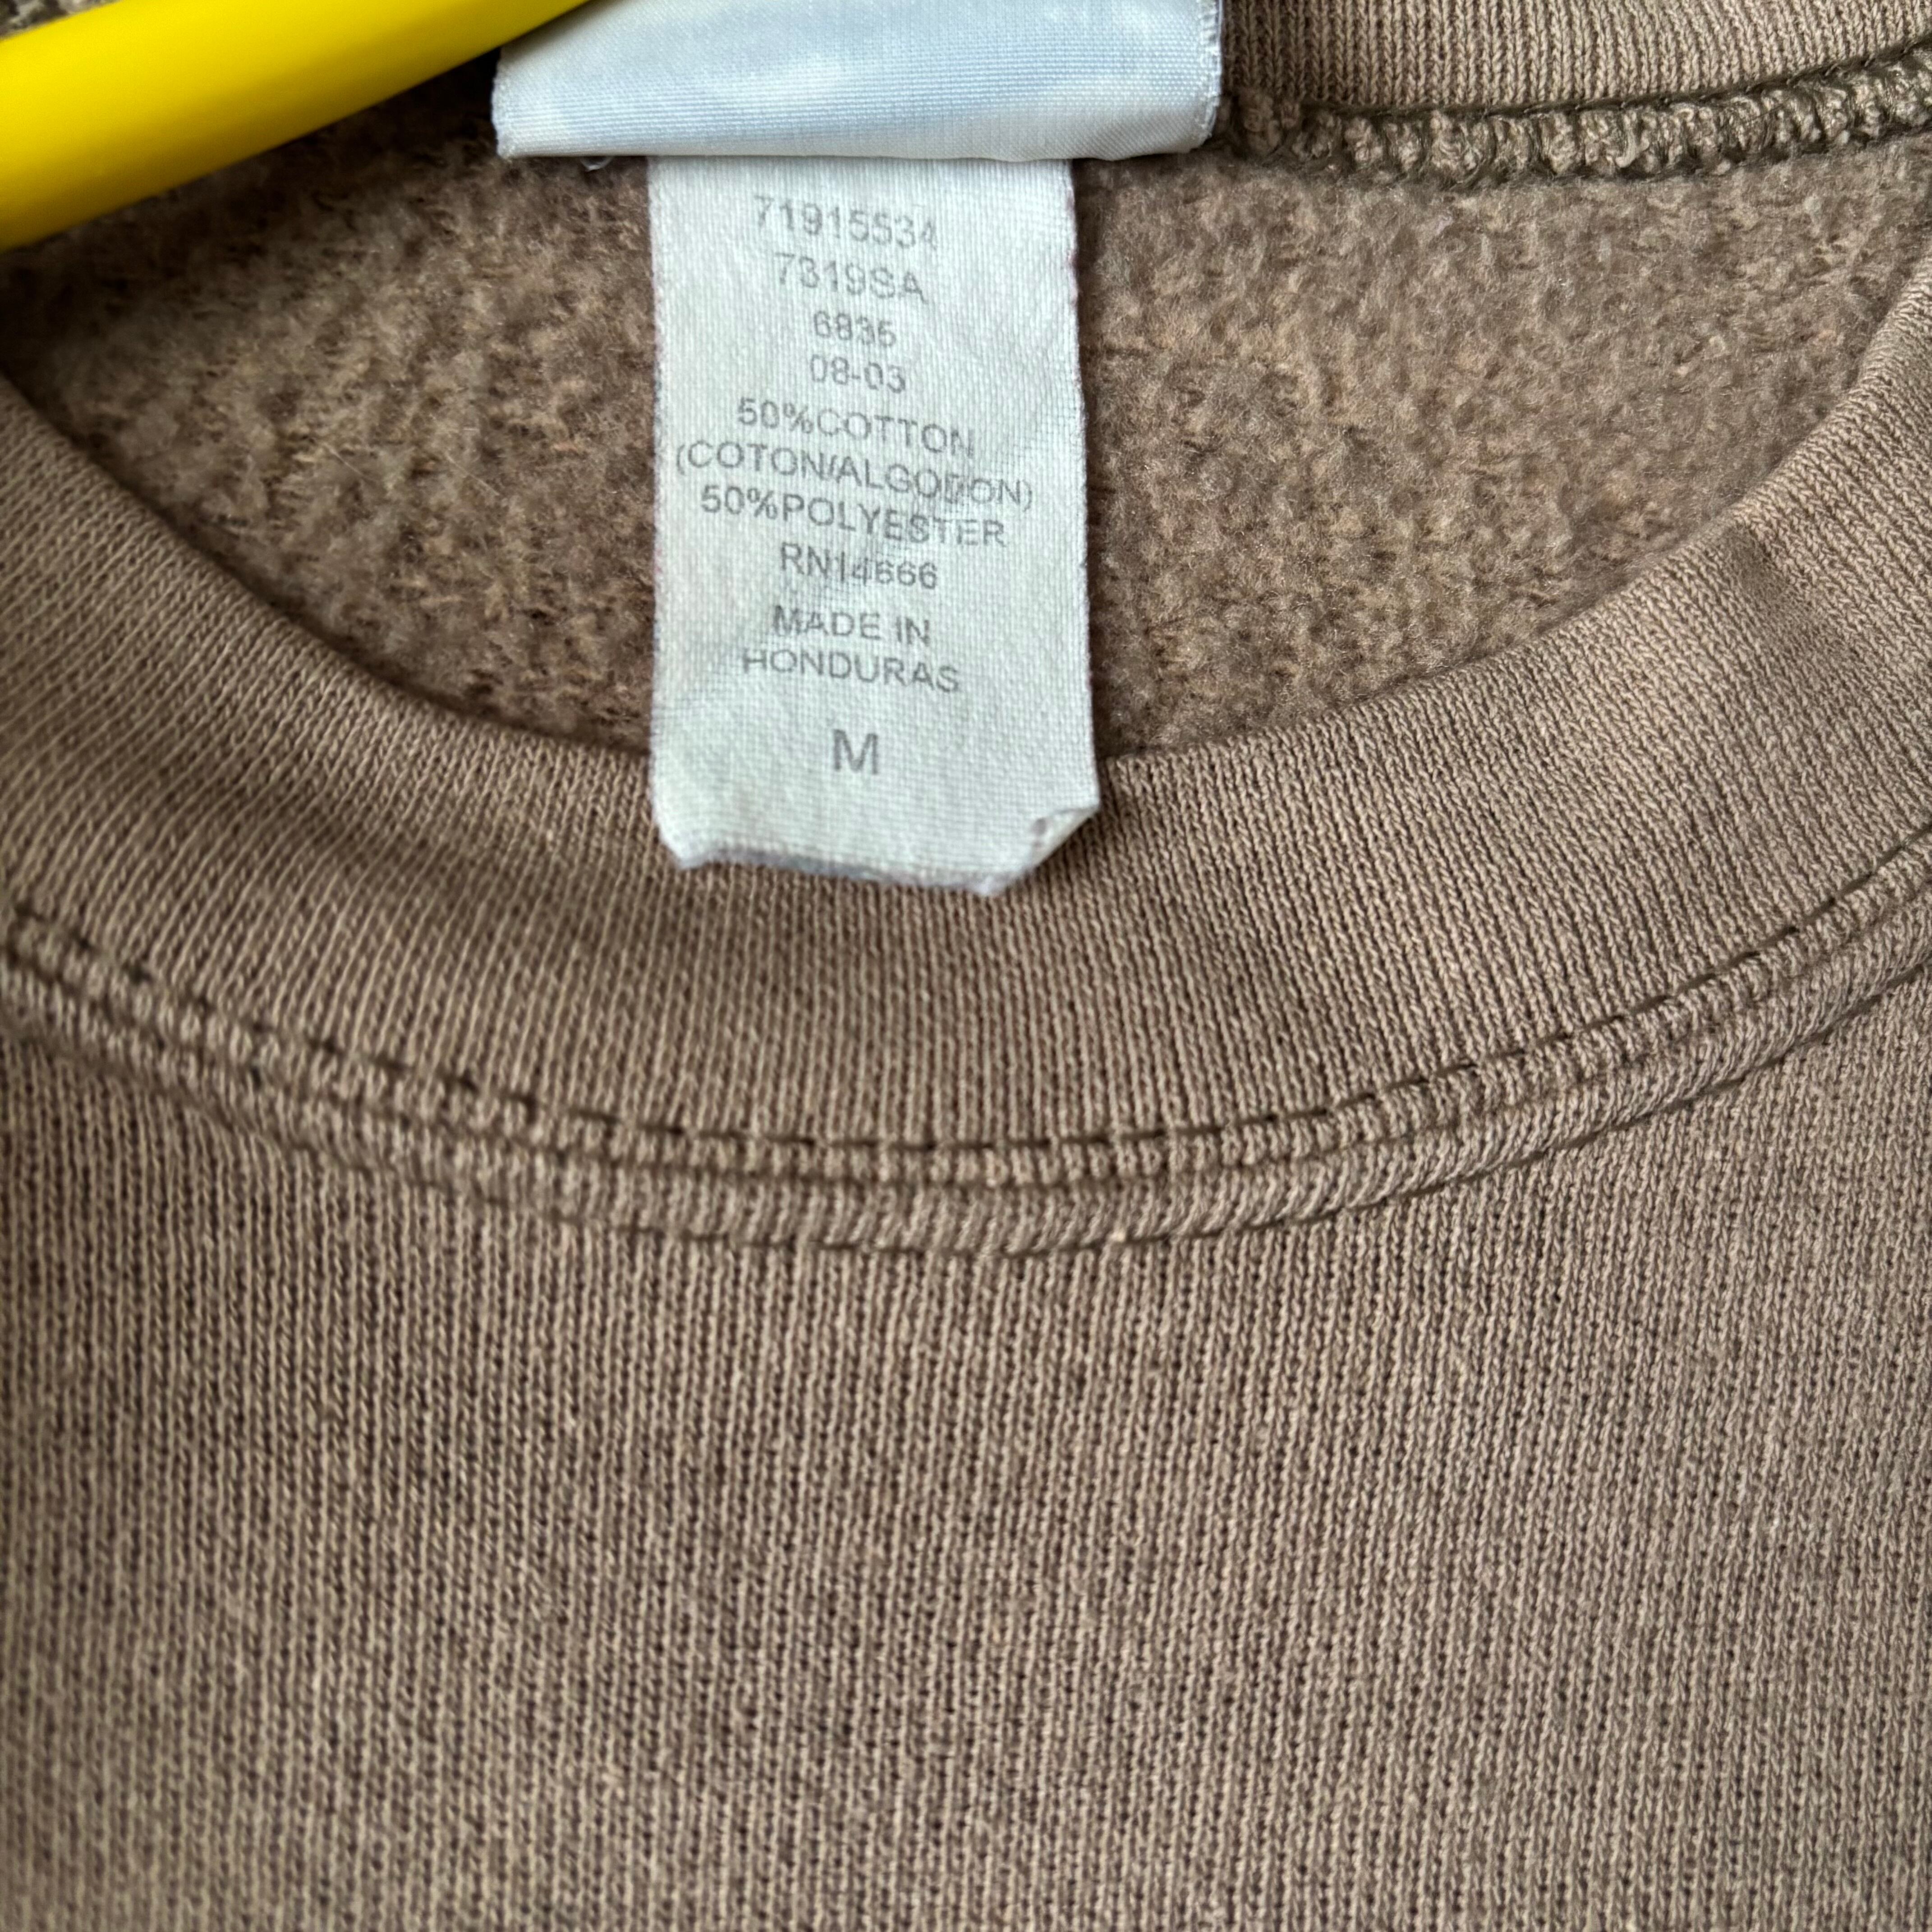 71915534
7319SA
6835
08-03
50%COTTON
(COTON/ALGODON)
50%POLYESTER
RN14666
MADE IN
HONDURAS
M